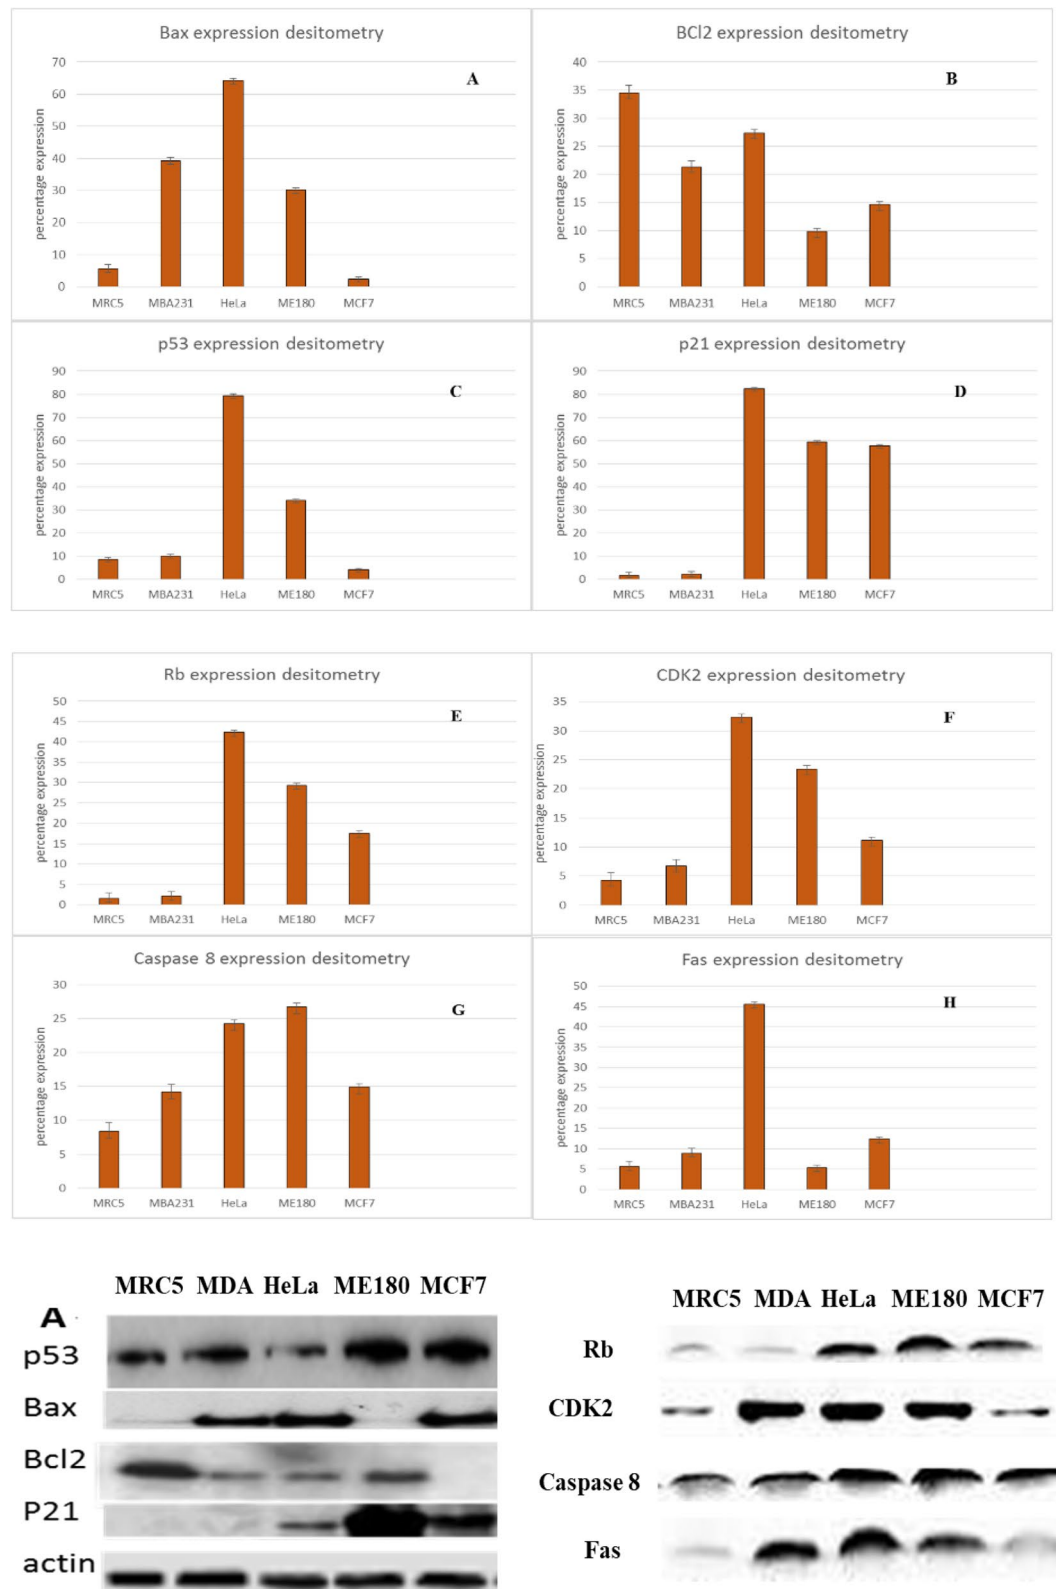 Bax expression desitometry
A
percentage expression
70
60
50
40
30
20
10
0
MRC5 MBA231 HeLa ME180 MCF7
BCl2 expression desitometry
B
percentage expression
40
35
30
25
20
15
10
5
0
MRC5 MBA231 HeLa ME180 MCF7
p53 expression desitometry
C
percentage expression
90
80
70
60
50
40
30
20
10
0
MRC5 MBA231 HeLa ME180 MCF7
p21 expression desitometry
D
percentage expression
90
80
70
60
50
40
30
20
10
0
MRC5 MBA231 HeLa ME180 MCF7
Rb expression desitometry
E
percentage expression
50
45
40
35
30
25
20
15
10
5
0
MRC5 MBA231 HeLa ME180 MCF7
CDK2 expression desitometry
F
percentage expression
35
30
25
20
15
10
5
0
MRC5 MBA231 HeLa ME180 MCF7
Caspase 8 expression desitometry
G
percentage expression
30
25
20
15
10
5
0
MRC5 MBA231 HeLa ME180 MCF7
Fas expression desitometry
H
percentage expression
50
45
40
35
30
25
20
15
10
5
0
MRC5 MBA231 HeLa ME180 MCF7
MRC5 MDA HeLa ME180 MCF7
A
p53
Bax
Bcl2
P21
actin
MRC5 MDA HeLa ME180 MCF7
Rb
CDK2
Caspase 8
Fas